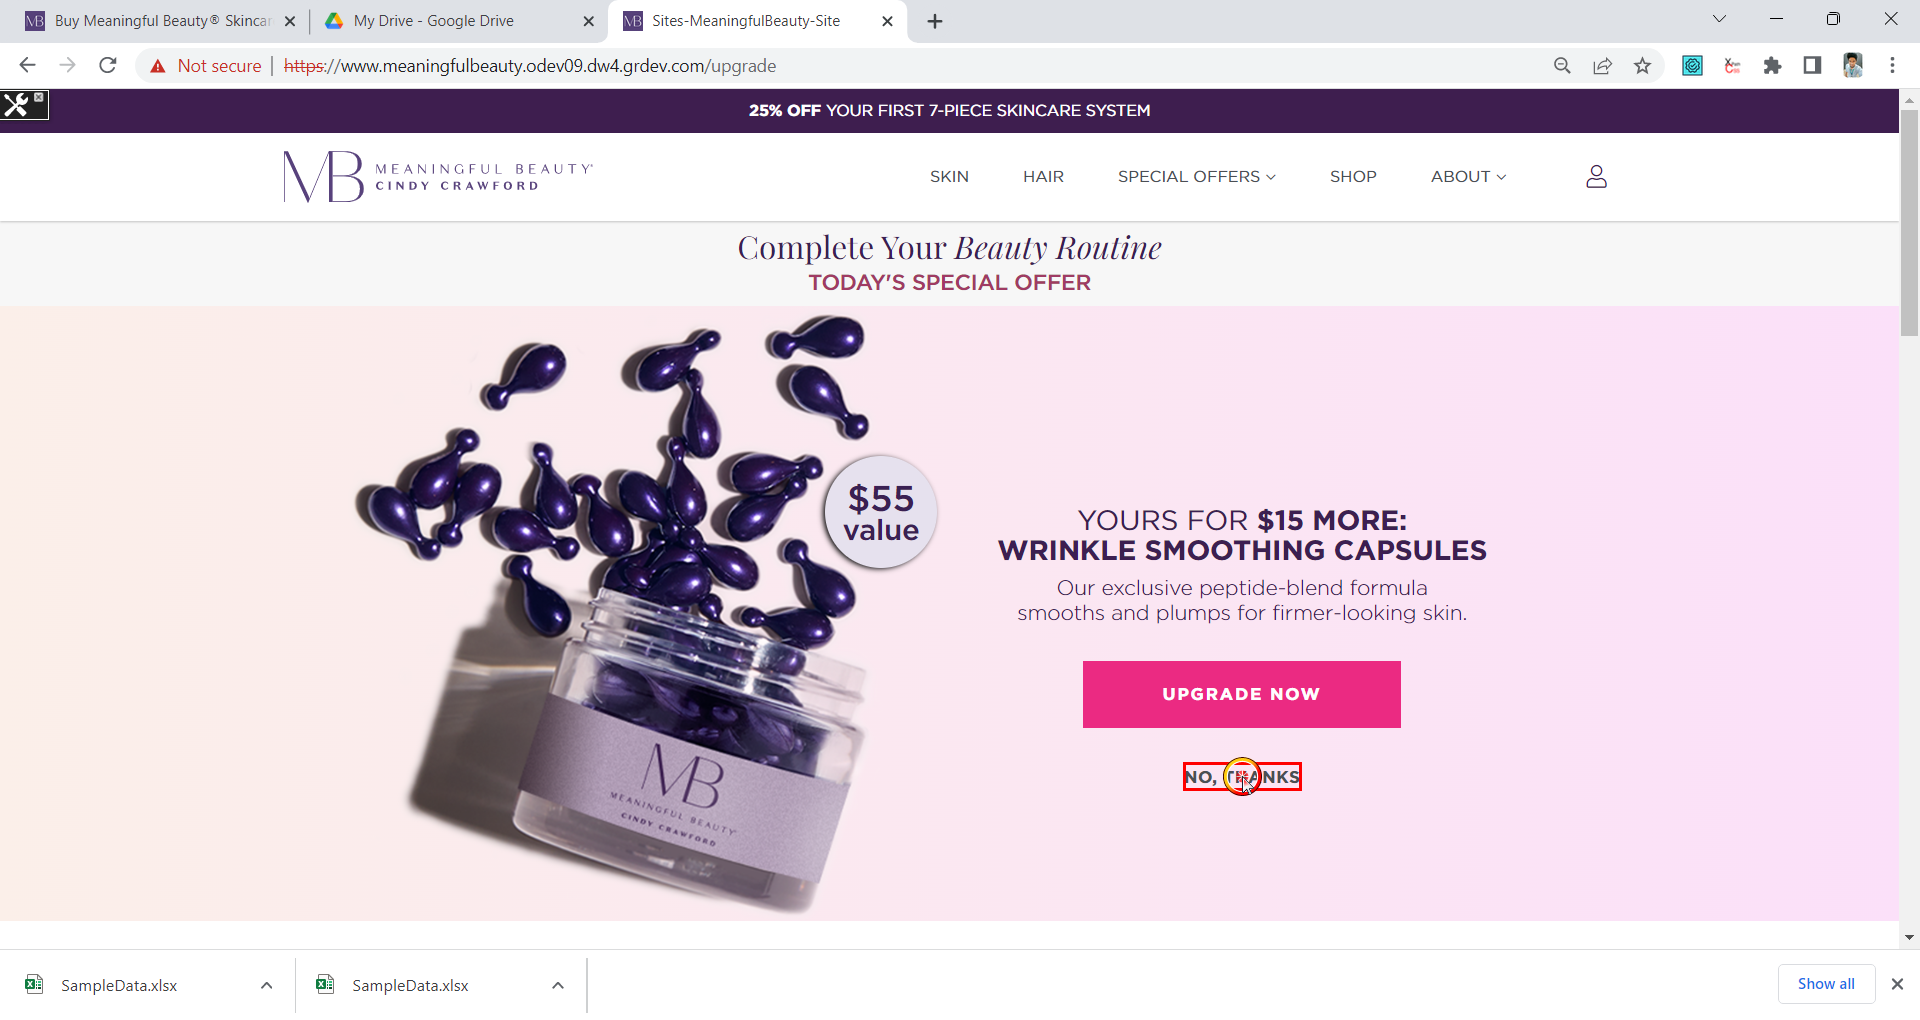 MB Buy Meaningful Beauty® Skincar
My Drive - Google Drive
MB Sites-MeaningfulBeauty-Site
Not secure
https://www.meaningfulbeauty.odev09.dw4.grdev.com/upgrade
25% OFF YOUR FIRST 7-PIECE SKINCARE SYSTEM
MB MEANINGFUL BEAUTY®
CINDY CRAWFORD
SKIN
HAIR
SPECIAL OFFERS
SHOP
ABOUT
Complete Your Beauty Routine
TODAY'S SPECIAL OFFER
$55
value
YOURS FOR $15 MORE:
WRINKLE SMOOTHING CAPSULES
Our exclusive peptide-blend formula
smooths and plumps for firmer-looking skin.
UPGRADE NOW
NO, THANKS
MB
MEANINGFUL BEAUTY®
CINDY CRAWFORD
SampleData.xlsx
SampleData.xlsx
Show all